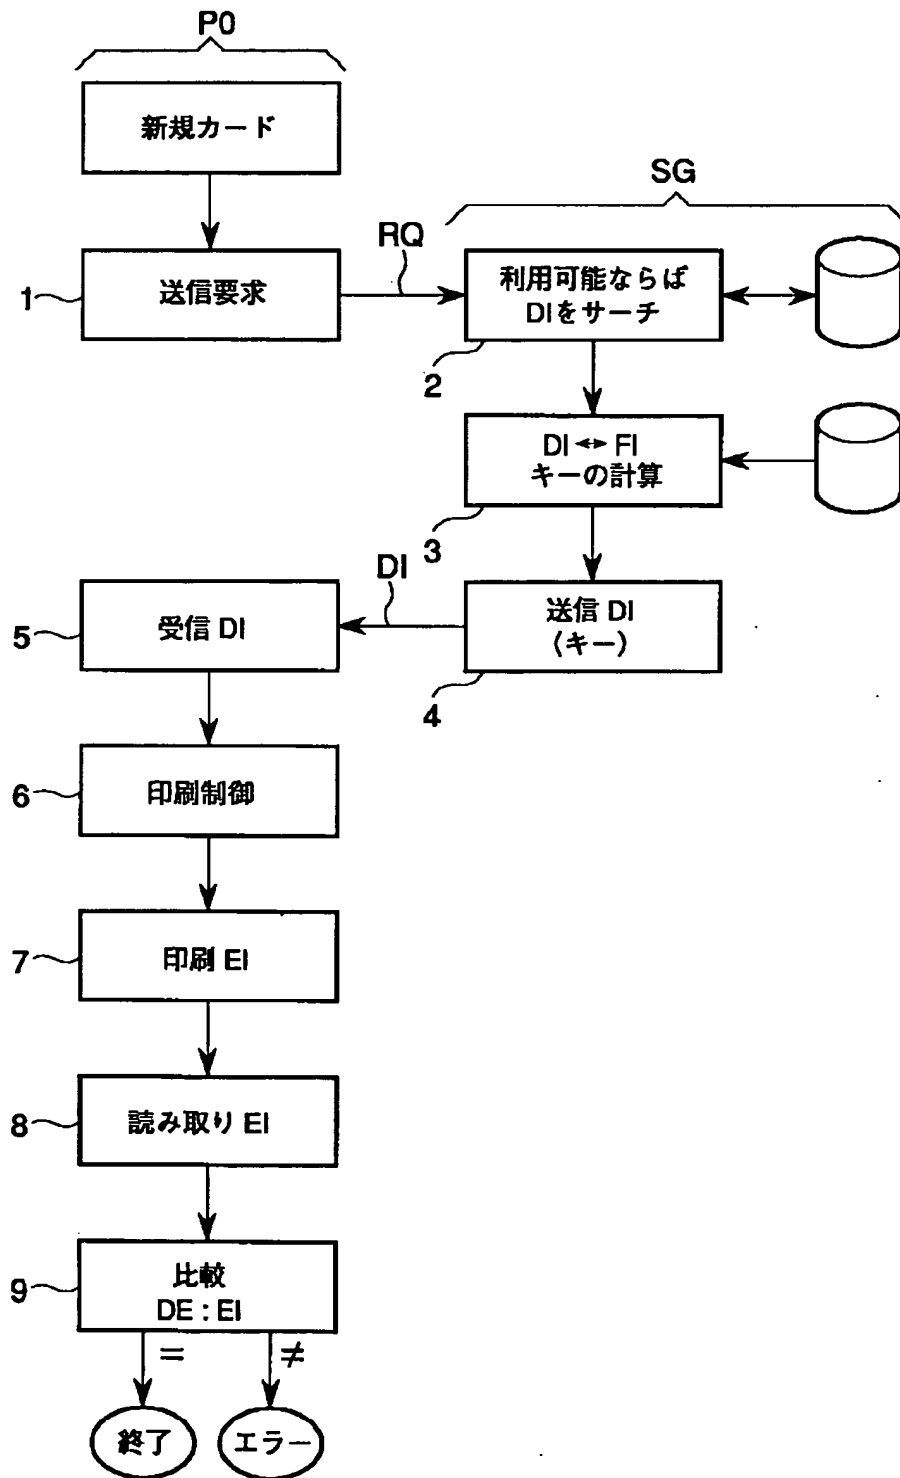 P0
新規カード
SG
RQ
1
送信要求
利用可能ならば
DIをサーチ
2
DI ↔ FI
キーの計算
3
DI
5
受信 DI
送信 DI
(キー)
4
6
印刷制御
7
印刷 EI
8
読み取り EI
9
比較
DE : EI
= ≠
終了
エラー